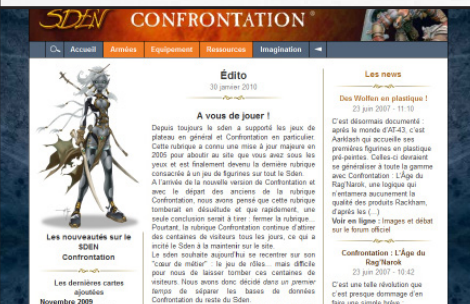 SDEN CONFRONTATION
Accueil Armées Equipement Ressources Imagination
Les nouveautés sur le
SDEN
Confrontation
Les dernières cartes
ajoutées
Novembre 2009
Édito
30 janvier 2010
A vous de jouer !
Depuis toujours le sden a supporté les jeux de
plateau en général et Confrontation en particulier.
Cette rubrique a connu une mise à jour majeure en
2005 pour aboutir au site que vous avez sous les
yeux et est finalement devenu la dernière rubrique
consacrée à un jeu de figurines sur tout le Sden.
A l'arrivée de la nouvelle version de Confrontation et
avec le départ des anciens de la rubrique
Confrontation, nous avons pensé que cette rubrique
tomberait en désuétude et que rapidement, une
seule conclusion serait à tirer : fermer la rubrique...
Pourtant, la rubrique Confrontation continue d'attirer
des centaines de visiteurs tous les jours, ce qui a
incité le Sden à la maintenir sur le site.
Le sden souhaite aujourd'hui se recentrer sur son
"cœur de métier" : le jeu de rôles... mais difficile
pour nous de laisser tomber ces centaines de
visiteurs. Nous avons donc décidé dans un premier
temps de séparer les bases de données
Confrontation du reste du Sden.
Les news
Des Wolfen en plastique !
23 juin 2007 - 11:10
C'est désormais documenté :
après le monde d'AT-43, c'est
Aarklash qui accueille ses
premières figurines en plastique
pré-peintes. Celles-ci devraient
se généraliser à toute la gamme
avec Confrontation : L'Âge du
Rag'Narok, une logique qui
n'entamera aucunement la
qualité des produits Rackham,
d'après les (...)
Voir en ligne : Images et débat
sur le forum officiel
Confrontation : L'Âge du
Rag'Narok
23 juin 2007 - 10:42
C'est une telle révolution que
c'est presque dommage d'en
faire une simple brève